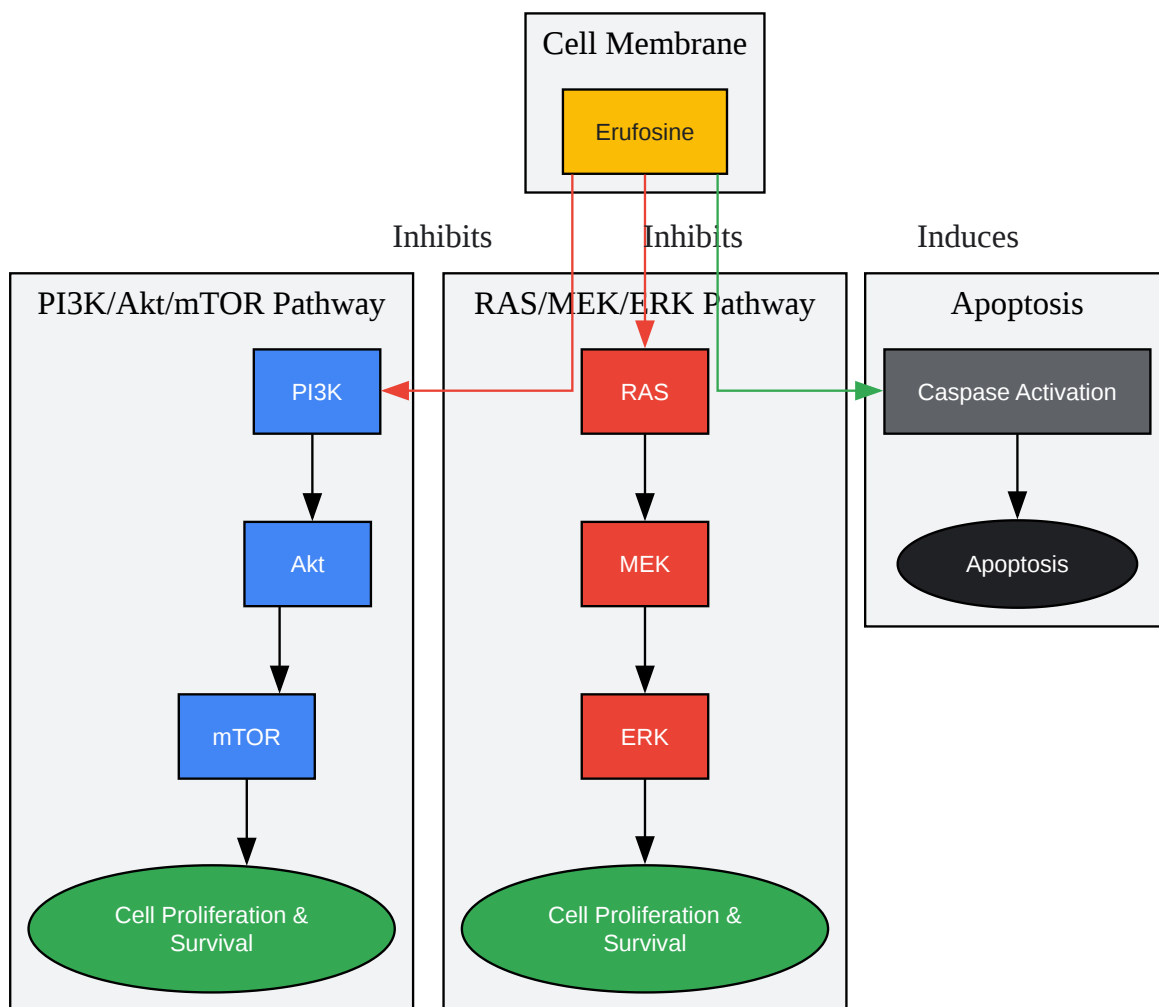 Cell Membrane
Erufosine
Inhibits
Inhibits
Induces
PI3K/Akt/mTOR Pathway
PI3K
Akt
mTOR
Cell Proliferation &
Survival
RAS/MEK/ERK Pathway
RAS
MEK
ERK
Cell Proliferation &
Survival
Apoptosis
Caspase Activation
Apoptosis